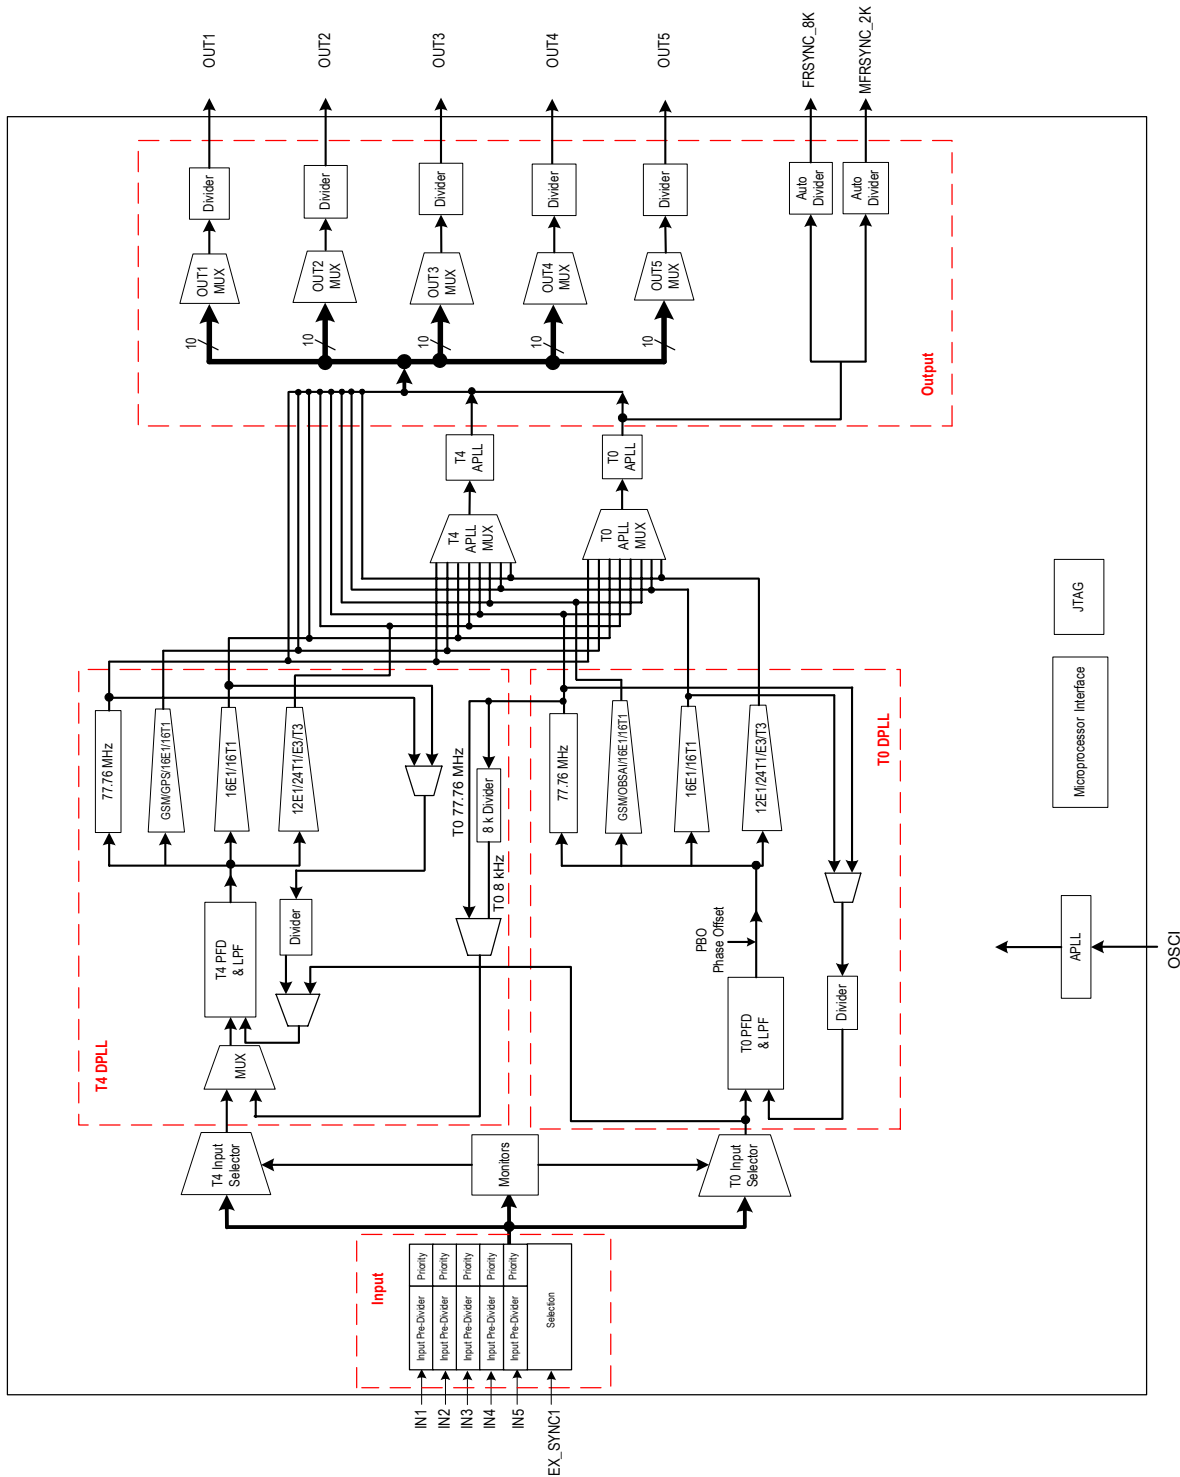 Input
IN1
Input Pre-Divider
Priority
IN2
Input Pre-Divider
Priority
IN3
Input Pre-Divider
Priority
IN4
Input Pre-Divider
Priority
IN5
Input Pre-Divider
Priority
EX_SYNC1
Selection
T4 Input
Selector
Monitors
T0 Input
Selector
T4 DPLL
MUX
T4 PFD
& LPF
Divider
77.76 MHz
GSM/GPS/16E1/16T1
16E1/16T1
12E1/24T1/E3/T3
T0 77.76 MHz
8 k Divider
T0 8 kHz
T0 DPLL
T0 PFD
& LPF
PBO
Phase Offset
77.76 MHz
GSM/OBSAI/16E1/16T1
16E1/16T1
12E1/24T1/E3/T3
Divider
T4
APLL
MUX
T4
APLL
T0
APLL
MUX
T0
APLL
Output
10
OUT1
MUX
Divider
OUT1
10
OUT2
MUX
Divider
OUT2
10
OUT3
MUX
Divider
OUT3
10
OUT4
MUX
Divider
OUT4
10
OUT5
MUX
Divider
OUT5
Auto
Divider
FRSYNC_8K
Auto
Divider
MFRSYNC_2K
OSCI
APLL
Microprocessor Interface
JTAG